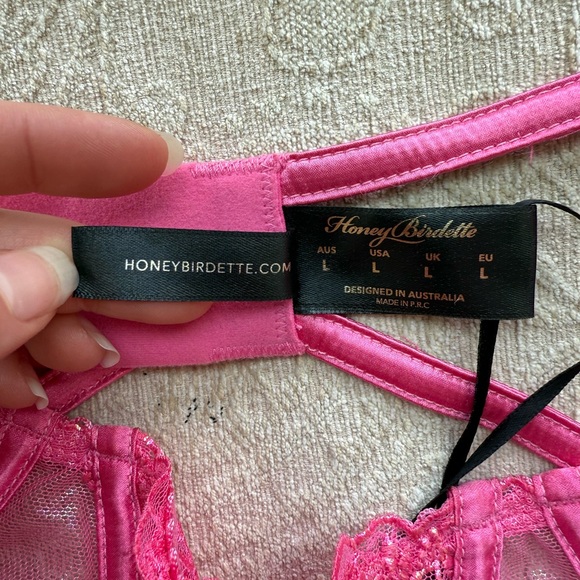 HONEYBIRDETTE.COM
Honey Birdette
AUS USA UK EU
L L L L
DESIGNED IN AUSTRALIA
MADE IN P.R.C